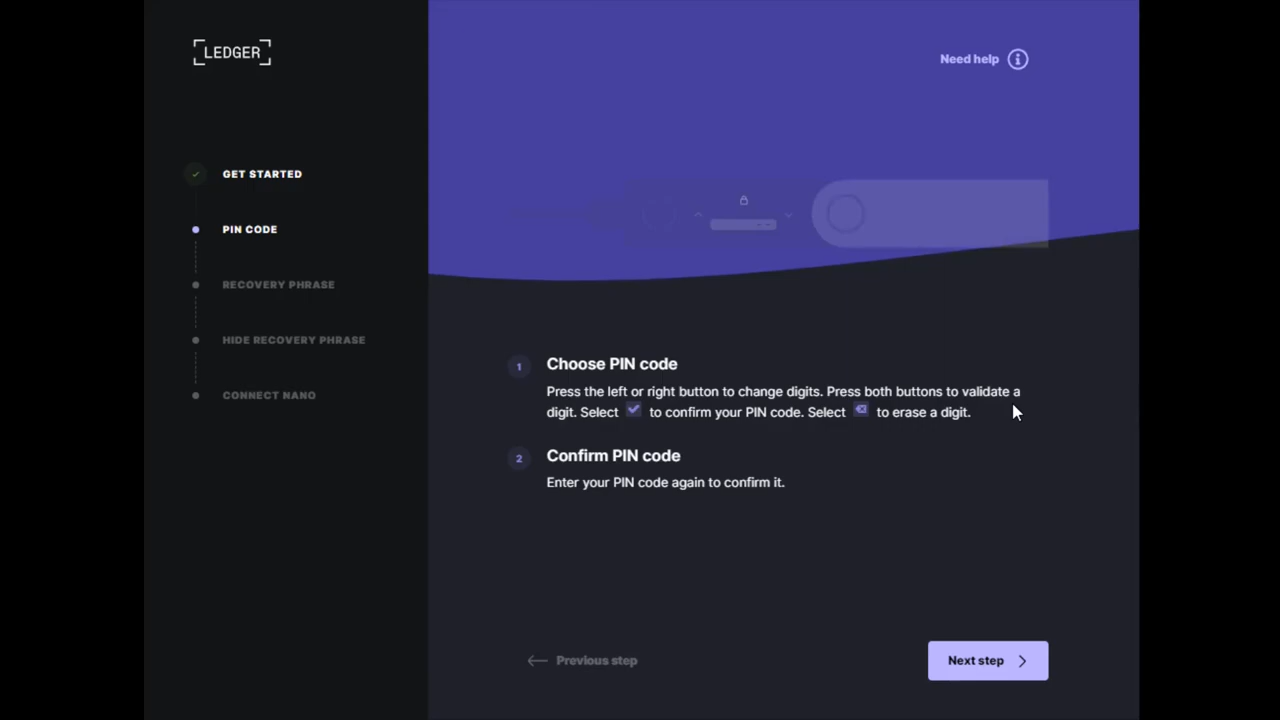 LEDGER
Need help
GET STARTED
PIN CODE
RECOVERY PHRASE
HIDE RECOVERY PHRASE
CONNECT NANO
1
Choose PIN code
Press the left or right button to change digits. Press both buttons to validate a
digit. Select to confirm your PIN code. Select to erase a digit.
2
Confirm PIN code
Enter your PIN code again to confirm it.
Previous step
Next step